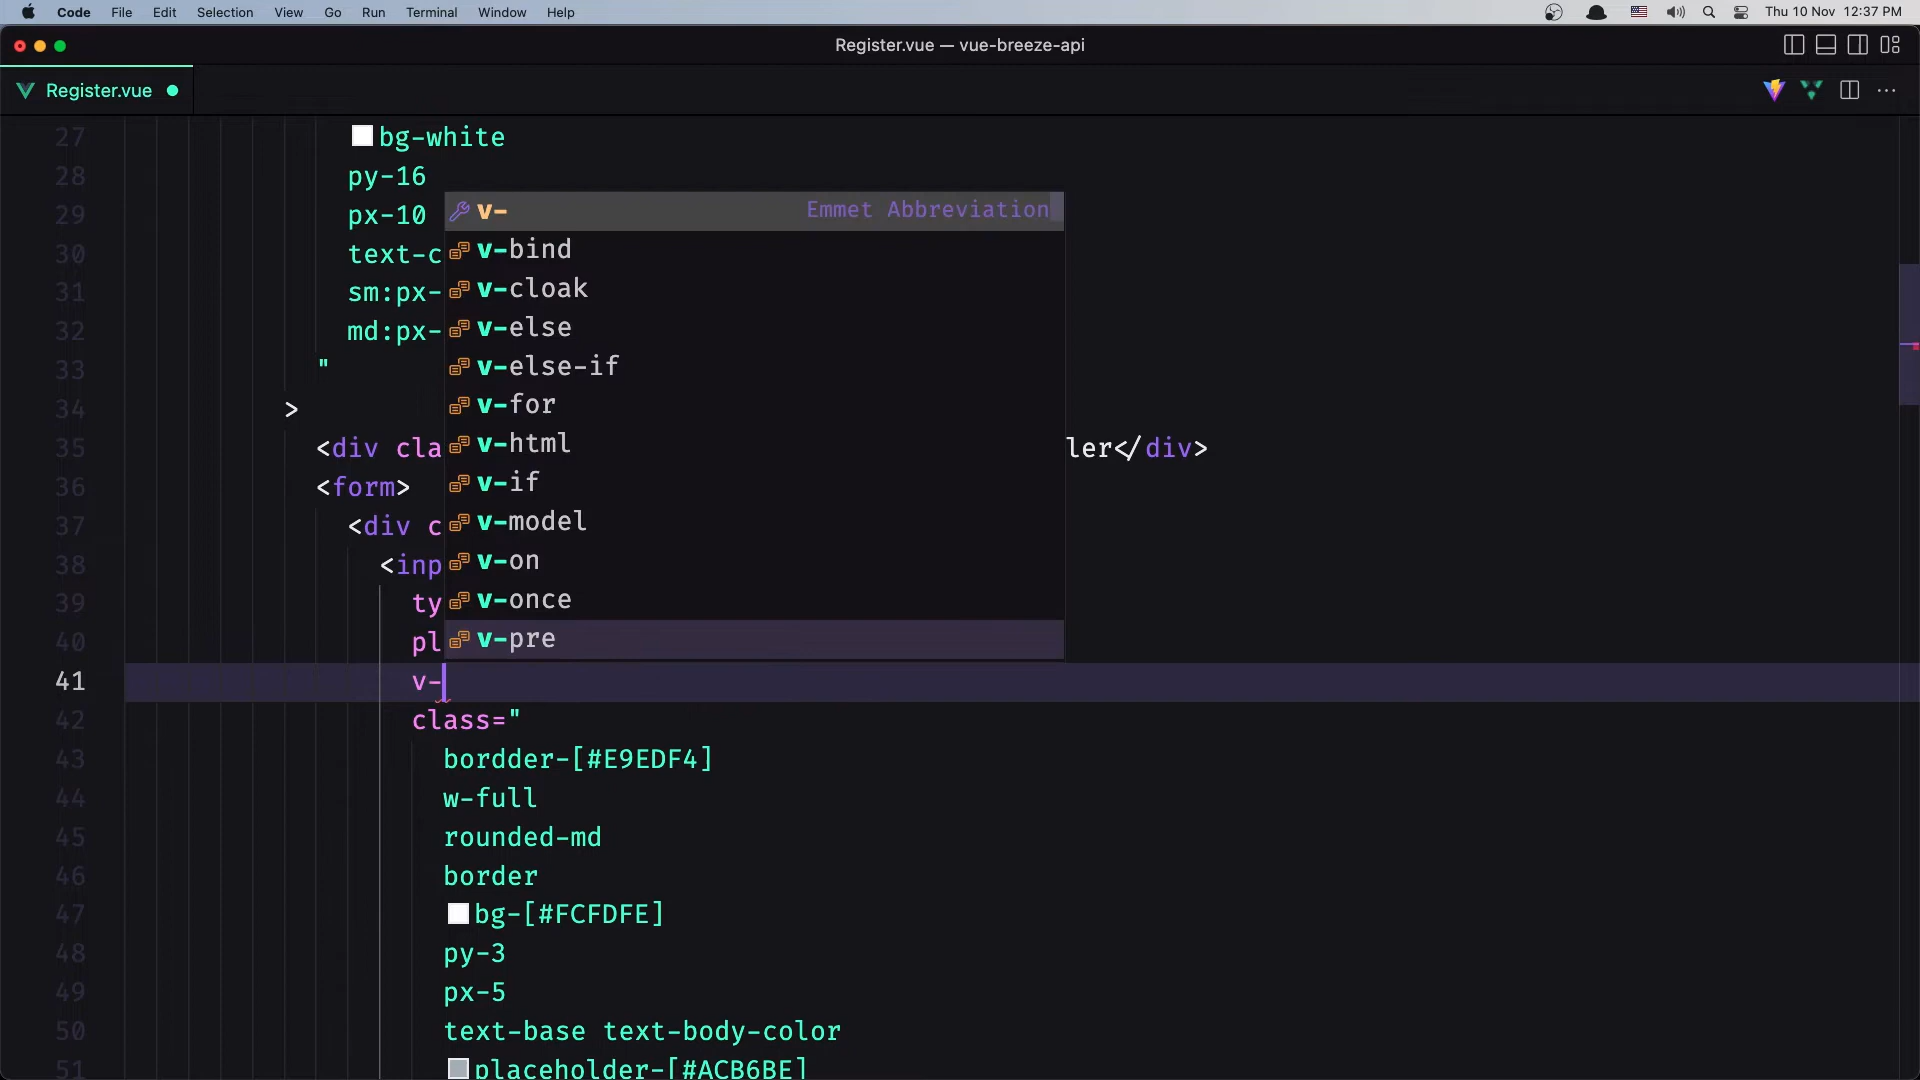 Code File Edit Selection View Go Run Terminal Window Help Thu 10 Nov 12:37 PM
Register.vue — vue-breeze-api
Register.vue
27 bg-white
28 py-16
29 px-10
30 text-c
31 sm:px-
32 md:px-
33 "
34 >
35 <div cla ler</div>
36 <form>
37 <div c
38 <inp
39 ty
40 pl
41 v-
v- Emmet Abbreviation
v-bind
v-cloak
v-else
v-else-if
v-for
v-html
v-if
v-model
v-on
v-once
v-pre
42 class="
43 bordder-[#E9EDF4]
44 w-full
45 rounded-md
46 border
47 bg-[#FCFDFE]
48 py-3
49 px-5
50 text-base text-body-color
51 placeholder-[#ACB6BE]